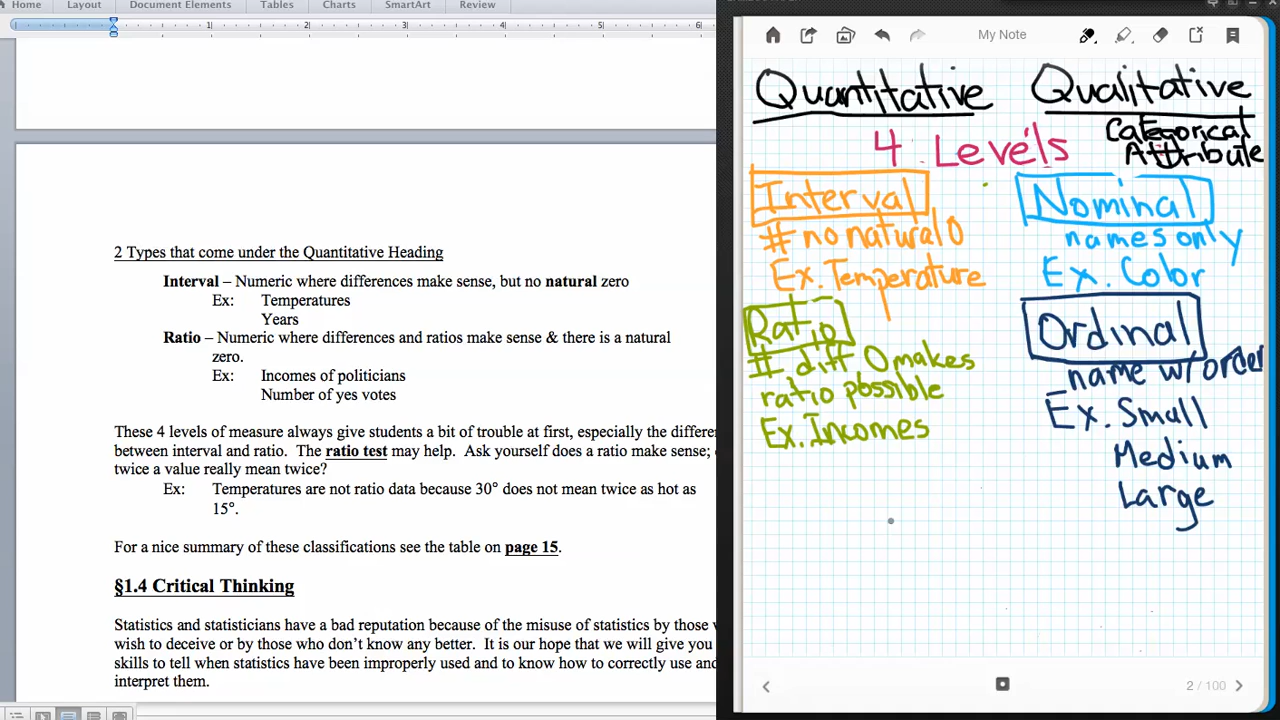 Home Layout Document Elements Tables Charts SmartArt Review
1 2 3 4 5 6
2 Types that come under the Quantitative Heading
Interval – Numeric where differences make sense, but no natural zero
Ex: Temperatures
Years
Ratio – Numeric where differences and ratios make sense & there is a natural
zero.
Ex: Incomes of politicians
Number of yes votes
These 4 levels of measure always give students a bit of trouble at first, especially the
between interval and ratio. The ratio test may help. Ask yourself does a ratio make sense;
twice a value really mean twice?
Ex: Temperatures are not ratio data because 30° does not mean twice as hot as
15°.
For a nice summary of these classifications see the table on page 15.
§1.4 Critical Thinking
Statistics and statisticians have a bad reputation because of the misuse of statistics by those
wish to deceive or by those who don't know any better. It is our hope that we will give you
skills to tell when statistics have been improperly used and to know how to correctly use and
interpret them.
My Note
Quantitative Qualitative
Categorical
Attribute
4 Levels
Interval
# no natural 0
Ex. Temperature
Ratio
# diff 0 makes
ratio possible
Ex. Incomes
Nominal
names only
Ex. Color
Ordinal
name w/ order
Ex. Small
Medium
Large
2 / 100